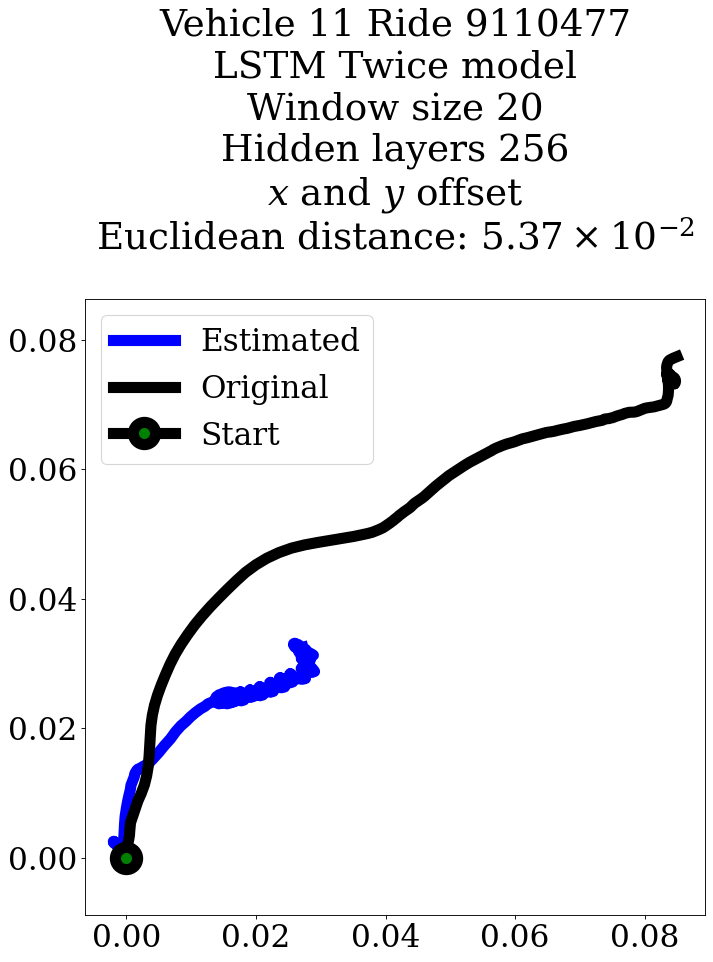 Vehicle 11 Ride 9110477
LSTM Twice model
Window size 20
Hidden layers 256
x and y offset
Euclidean distance: 5.37 × 10⁻²
Estimated
Original
Start
0.08
0.06
0.04
0.02
0.00
0.00 0.02 0.04 0.06 0.08